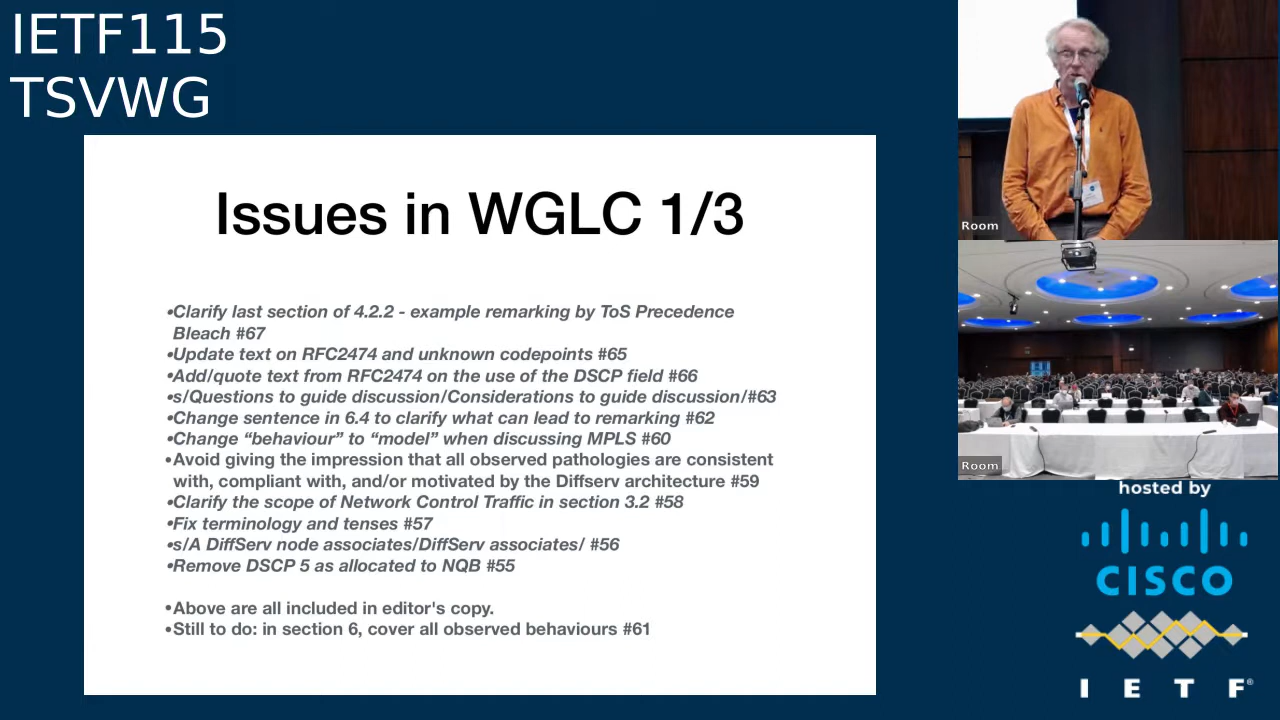 IETF115
TSVWG
Issues in WGLC 1/3
•Clarify last section of 4.2.2 - example remarking by ToS Precedence
Bleach #67
•Update text on RFC2474 and unknown codepoints #65
•Add/quote text from RFC2474 on the use of the DSCP field #66
•s/Questions to guide discussion/Considerations to guide discussion/#63
•Change sentence in 6.4 to clarify what can lead to remarking #62
•Change “behaviour” to “model” when discussing MPLS #60
•Avoid giving the impression that all observed pathologies are consistent
with, compliant with, and/or motivated by the Diffserv architecture #59
•Clarify the scope of Network Control Traffic in section 3.2 #58
•Fix terminology and tenses #57
•s/A DiffServ node associates/DiffServ associates/ #56
•Remove DSCP 5 as allocated to NQB #55
•Above are all included in editor's copy.
•Still to do: in section 6, cover all observed behaviours #61
Room
Room
hosted by
CISCO
I E T F®